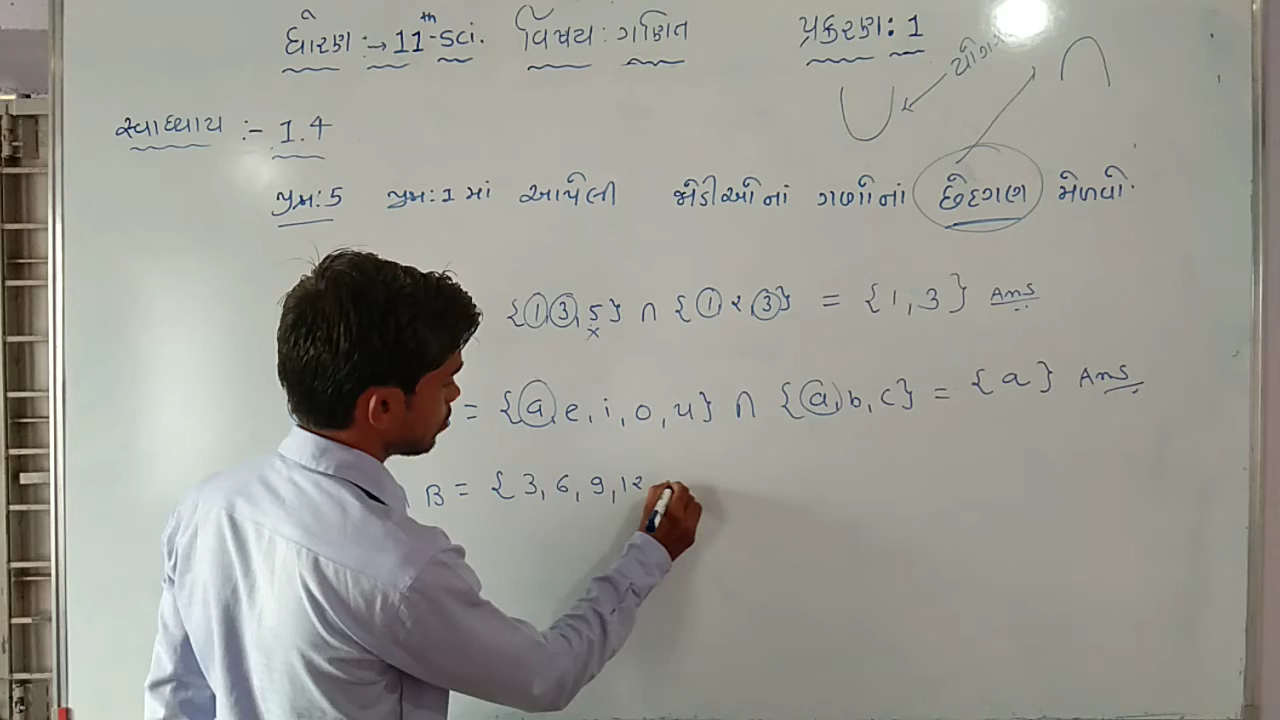 ધોરણ :→ 11th-sci. વિષય: ગણિત પ્રકરણ: 1
સ્વાધ્યાય :- 1.4
પ્રશ્ન: 5 પ્રશ્ન: 1 માં આપેલી જોડીઓનાં ગણોનાં છેદગણ મેળવો.
{1 3, 5} ∩ {1 2 3} = {1, 3} Ans
= {a, e, i, o, u} ∩ {a, b, c} = {a} Ans
B = { 3, 6, 9, 12